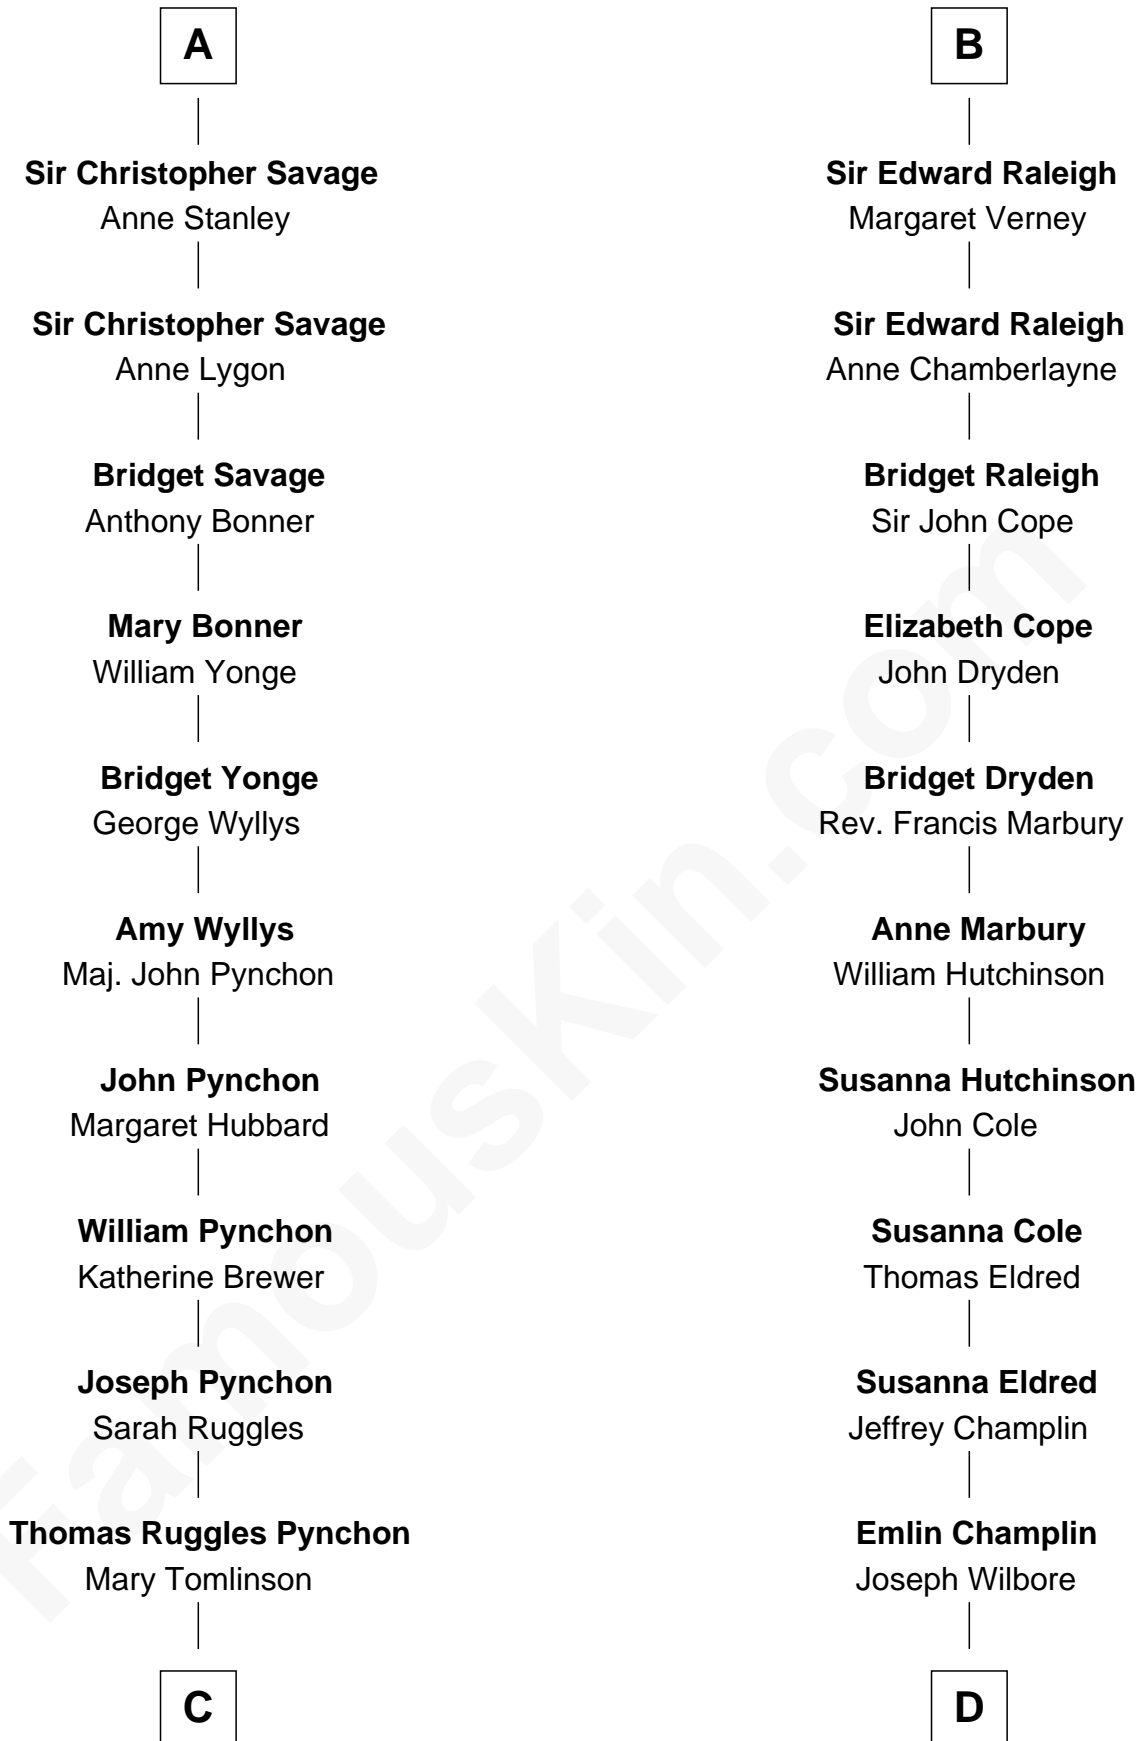 A
Sir Christopher Savage
Anne Stanley
Sir Christopher Savage
Anne Lygon
Bridget Savage
Anthony Bonner
Mary Bonner
William Yonge
Bridget Yonge
George Wyllys
Amy Wyllys
Maj. John Pynchon
John Pynchon
Margaret Hubbard
William Pynchon
Katherine Brewer
Joseph Pynchon
Sarah Ruggles
Thomas Ruggles Pynchon
Mary Tomlinson
C
B
Sir Edward Raleigh
Margaret Verney
Sir Edward Raleigh
Anne Chamberlayne
Bridget Raleigh
Sir John Cope
Elizabeth Cope
John Dryden
Bridget Dryden
Rev. Francis Marbury
Anne Marbury
William Hutchinson
Susanna Hutchinson
John Cole
Susanna Cole
Thomas Eldred
Susanna Eldred
Jeffrey Champlin
Emlin Champlin
Joseph Wilbore
D
FamousKin.com